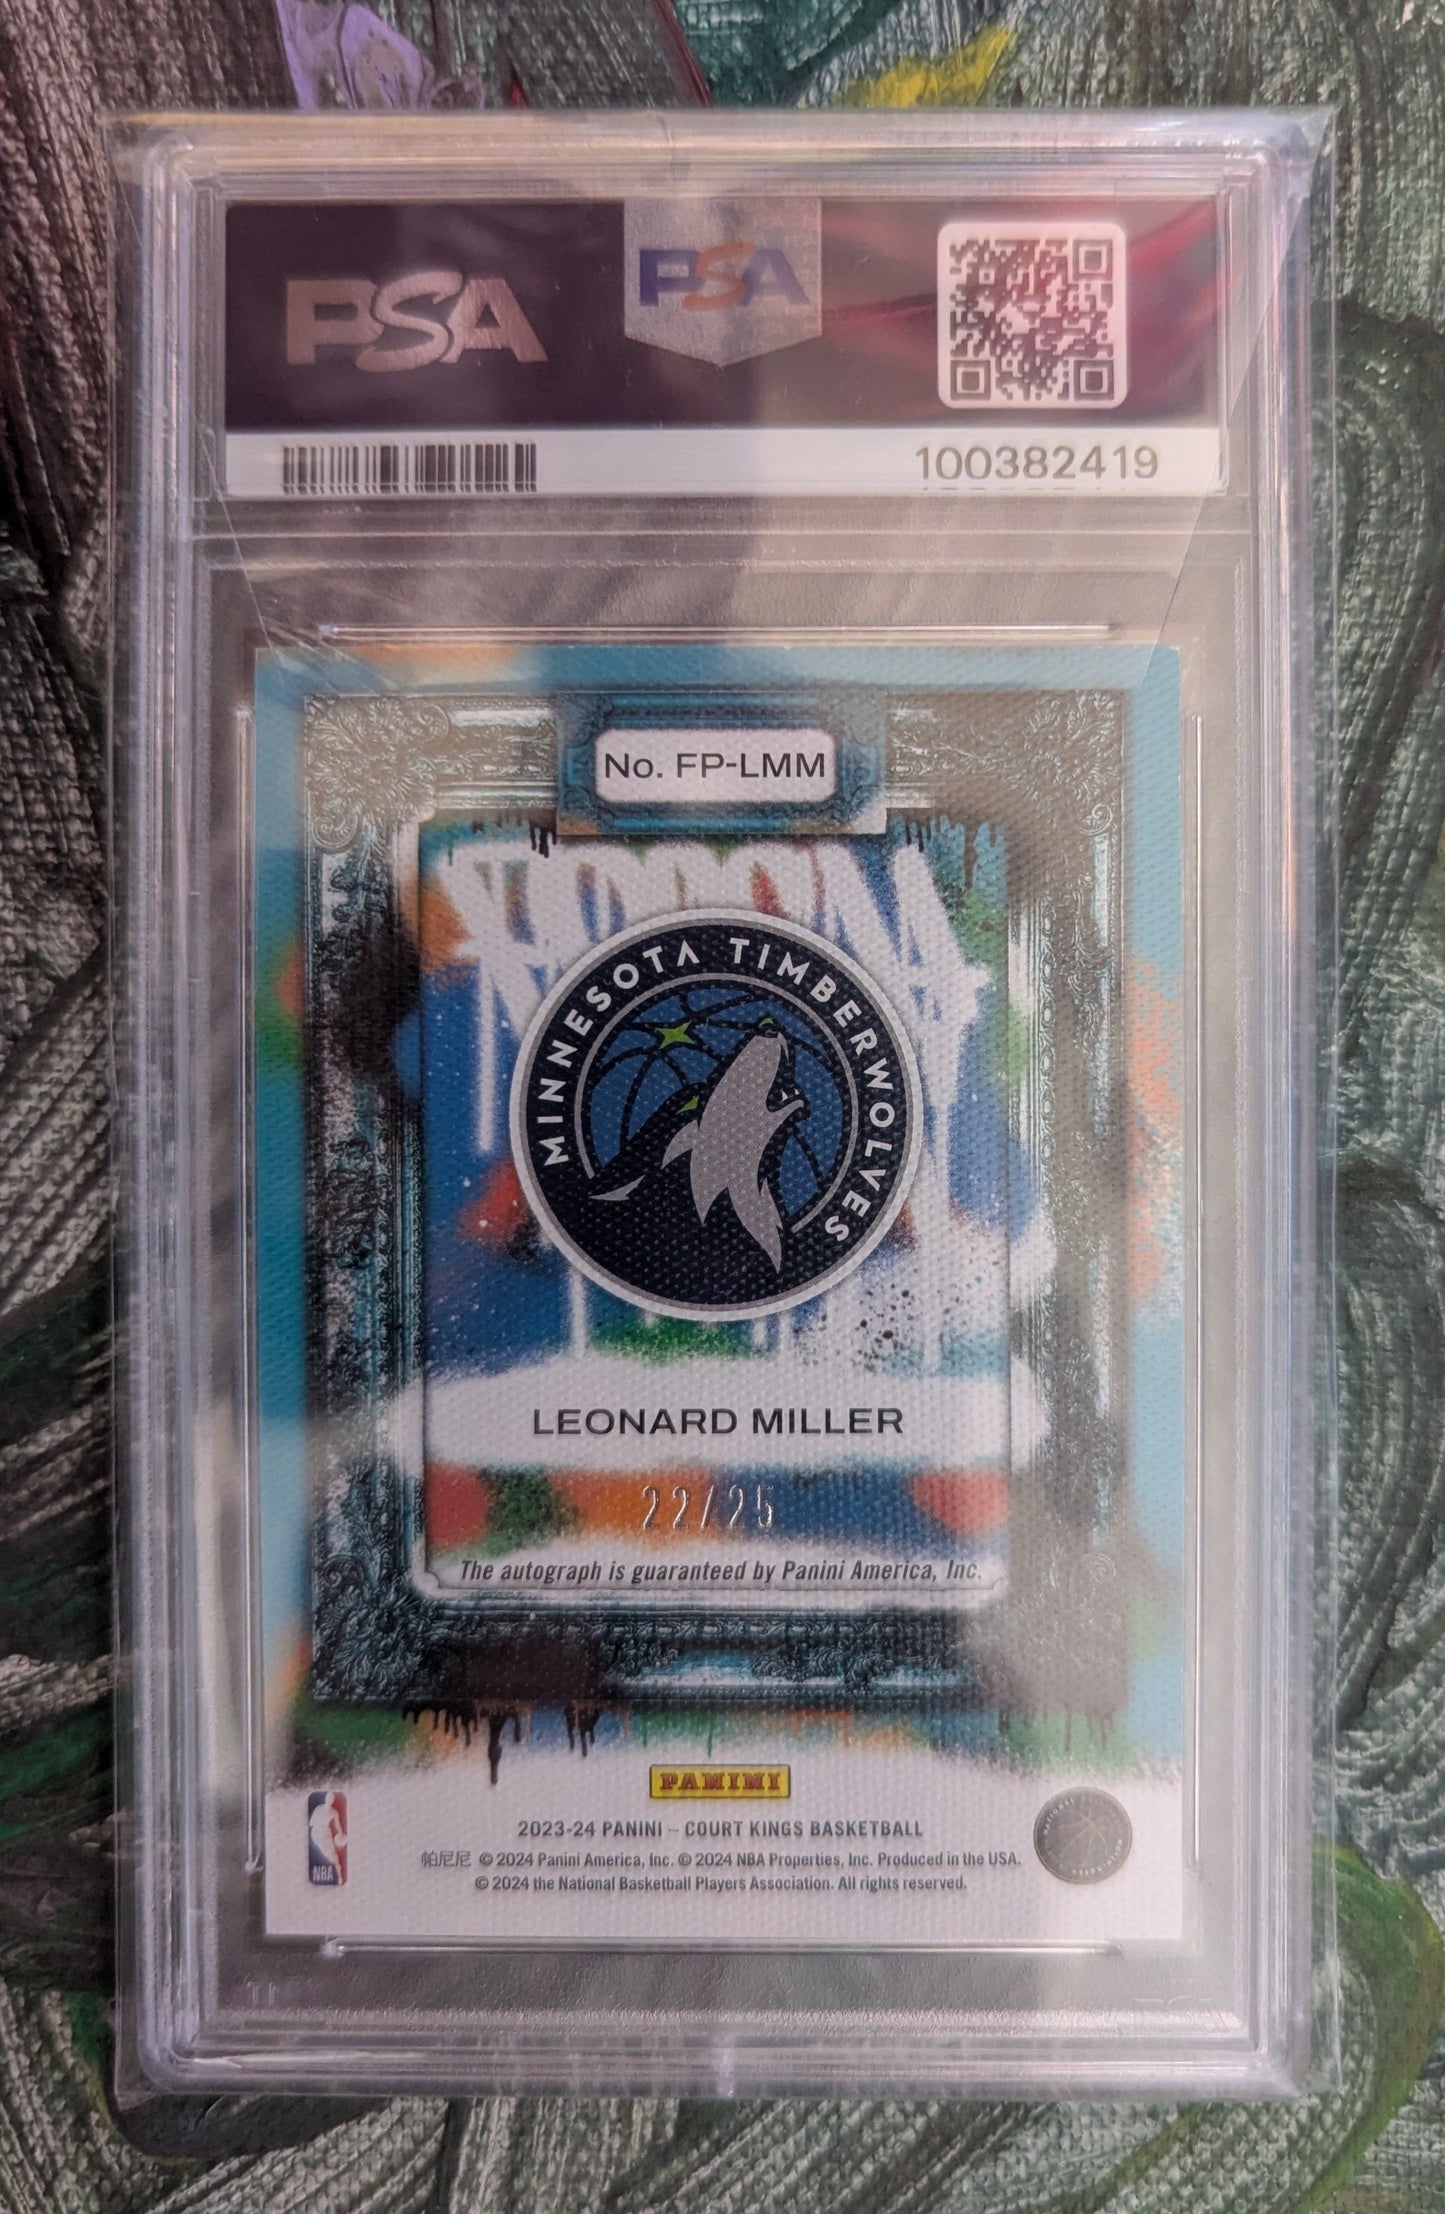 PSA
PSA
100382419
No. FP-LMM
MINNESOTA TIMBERWOLVES
LEONARD MILLER
22/25
The autograph is guaranteed by Panini America, Inc.
PANINI
2023-24 PANINI – COURT KINGS BASKETBALL
帕尼尼 © 2024 Panini America, Inc. © 2024 NBA Properties, Inc. Produced in the USA.
© 2024 the National Basketball Players Association. All rights reserved.
NBA